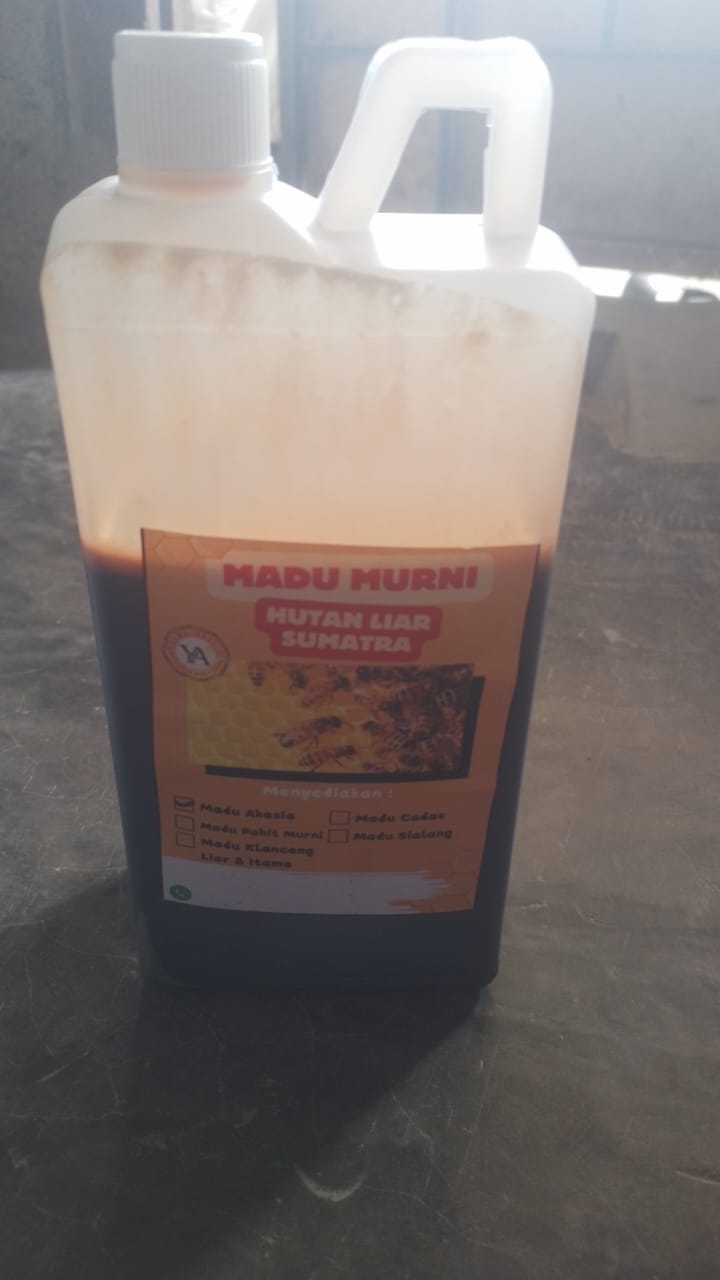 MADU MURNI
HUTAN LIAR
SUMATRA
YA
Menyediakan :
Madu Akasia
Madu Pahit Murni
Madu Klanceng
Liar & Itama
Madu Cadas
Madu Sialang